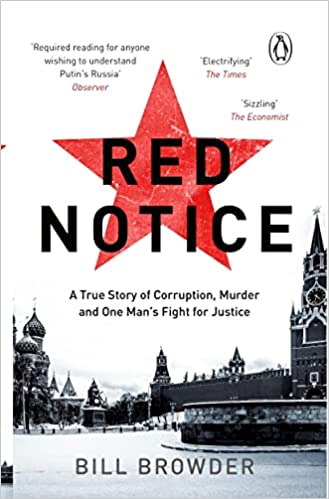 'Required reading for anyone
wishing to understand
Putin's Russia'
Observer
'Electrifying'
The Times
'Sizzling'
The Economist
RED
NOTICE
A True Story of Corruption, Murder
and One Man's Fight for Justice
BILL BROWDER